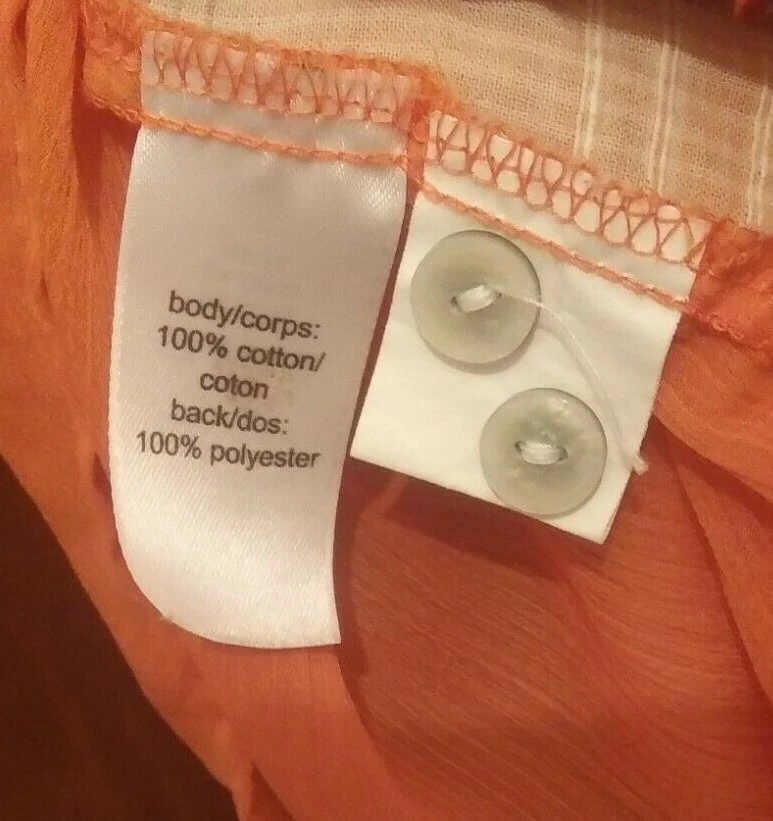 body/corps:
100% cotton/
coton
back/dos:
100% polyester